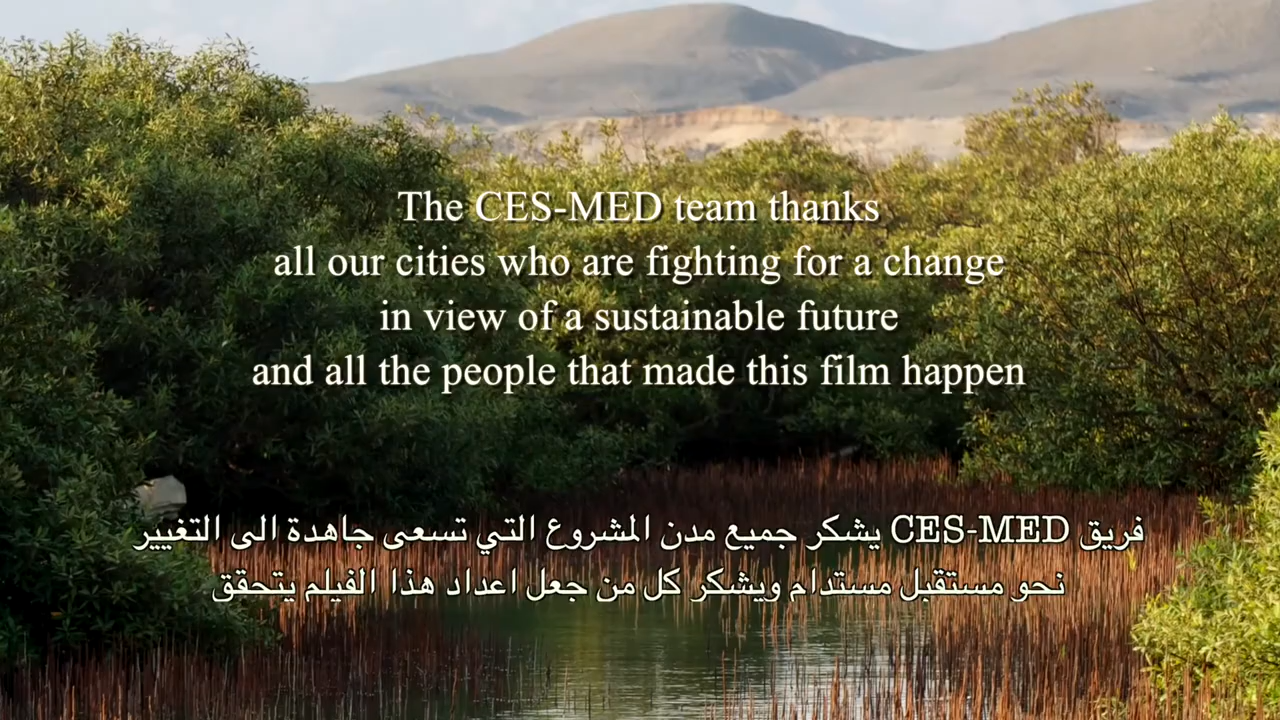 The CES-MED team thanks
all our cities who are fighting for a change
in view of a sustainable future
and all the people that made this film happen
فريق CES-MED يشكر جميع مدن المشروع التي تسعى جاهدة الى التغيير
نحو مستقبل مستدام ويشكر كل من جعل اعداد هذا الفيلم يتحقق